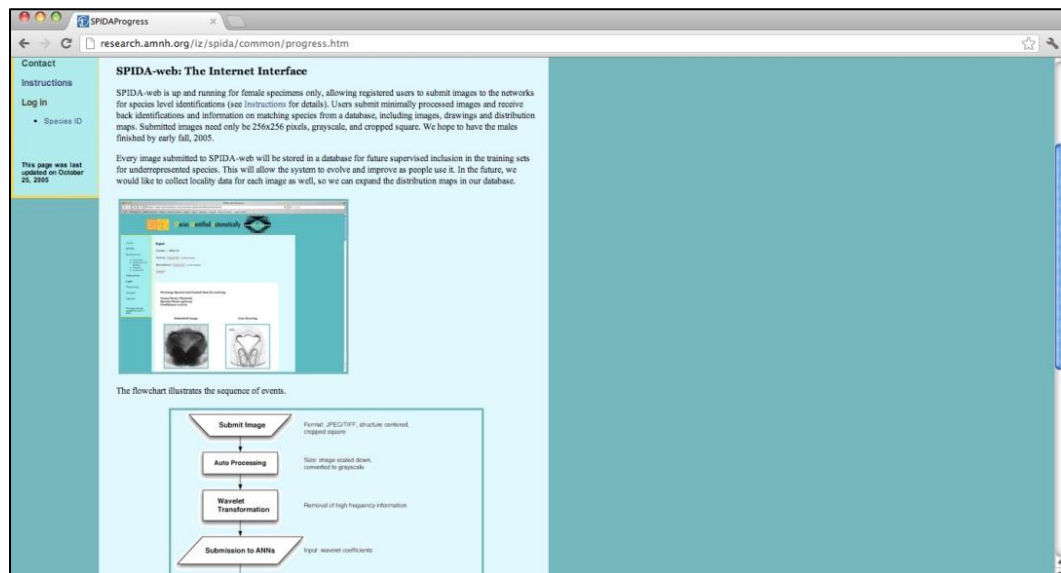 SPIDAProgress
research.amnh.org/iz/spida/common/progress.htm
Contact
Instructions
Log in
Species ID
This page was last
updated on October
25, 2005
SPIDA-web: The Internet Interface
SPIDA-web is up and running for female specimens only, allowing registered users to submit images to the networks
for species level identifications (see Instructions for details). Users submit minimally processed images and receive
back identifications and information on matching species from a database, including images, drawings and distribution
maps. Submitted images need only be 256x256 pixels, grayscale, and cropped square. We hope to have the males
finished by early fall, 2005.
Every image submitted to SPIDA-web will be stored in a database for future supervised inclusion in the training sets
for underrepresented species. This will allow the system to evolve and improve as people use it. In the future, we
would like to collect locality data for each image as well, so we can expand the distribution maps in our database.
The flowchart illustrates the sequence of events.
Submit Image
Format: JPEG/TIFF, structure centered,
cropped square
Auto Processing
Size: image scaled down,
converted to grayscale
Wavelet
Transformation
Removal of high frequency information
Submission to ANNs
Input: wavelet coefficients